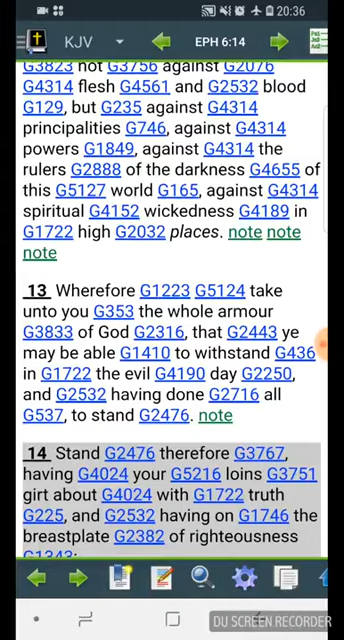 20:36
KJV
EPH 6:14
G3823 not G3756 against G2076
G4314 flesh G4561 and G2532 blood
G129, but G235 against G4314
principalities G746, against G4314
powers G1849, against G4314 the
rulers G2888 of the darkness G4655 of
this G5127 world G165, against G4314
spiritual G4152 wickedness G4189 in
G1722 high G2032 places. note note
note
13 Wherefore G1223 G5124 take
unto you G353 the whole armour
G3833 of God G2316, that G2443 ye
may be able G1410 to withstand G436
in G1722 the evil G4190 day G2250,
and G2532 having done G2716 all
G537, to stand G2476. note
14 Stand G2476 therefore G3767,
having G4024 your G5216 loins G3751
girt about G4024 with G1722 truth
G225, and G2532 having on G1746 the
breastplate G2382 of righteousness
G1343;
DU SCREEN RECORDER